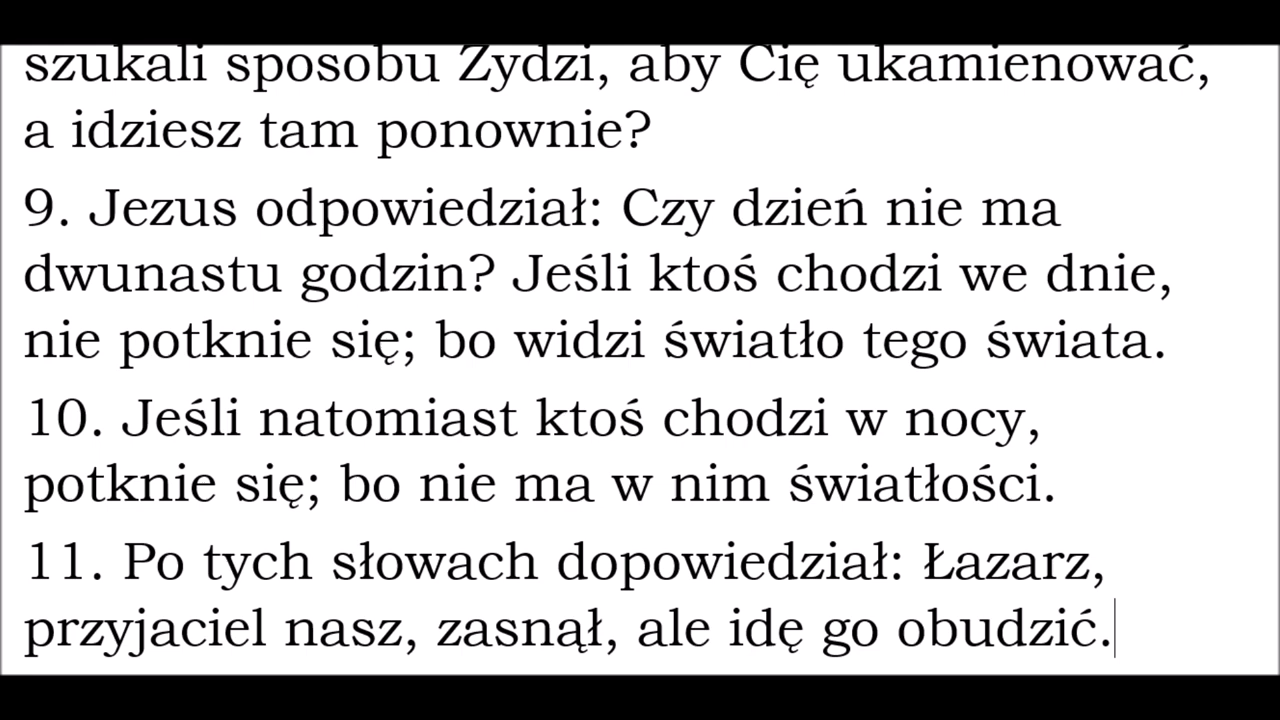 szukali sposobu Żydzi, aby Cię ukamienować,
a idziesz tam ponownie?
9. Jezus odpowiedział: Czy dzień nie ma
dwunastu godzin? Jeśli ktoś chodzi we dnie,
nie potknie się; bo widzi światło tego świata.
10. Jeśli natomiast ktoś chodzi w nocy,
potknie się; bo nie ma w nim światłości.
11. Po tych słowach dopowiedział: Łazarz,
przyjaciel nasz, zasnął, ale idę go obudzić.